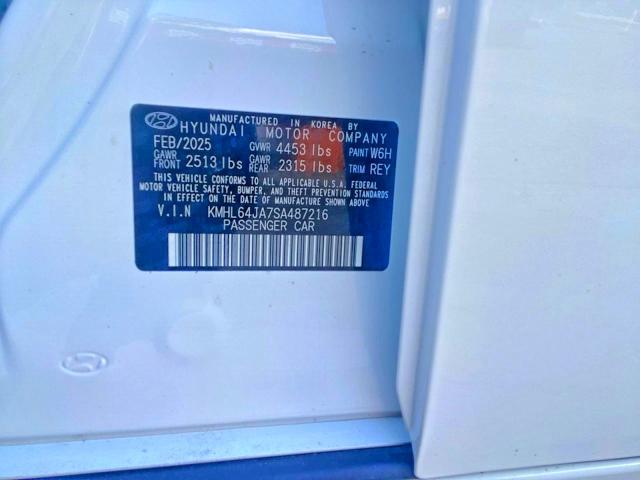 MANUFACTURED IN KOREA BY
HYUNDAI MOTOR COMPANY
FEB/2025 GVWR 4453 lbs PAINT W6H
GAWR FRONT 2513 lbs GAWR REAR 2315 lbs TRIM REY
THIS VEHICLE CONFORMS TO ALL APPLICABLE U.S.A. FEDERAL
MOTOR VEHICLE SAFETY, BUMPER, AND THEFT PREVENTION STANDARDS
IN EFFECT ON THE DATE OF MANUFACTURE SHOWN ABOVE.
V.I.N KMHL64JA7SA487216
PASSENGER CAR